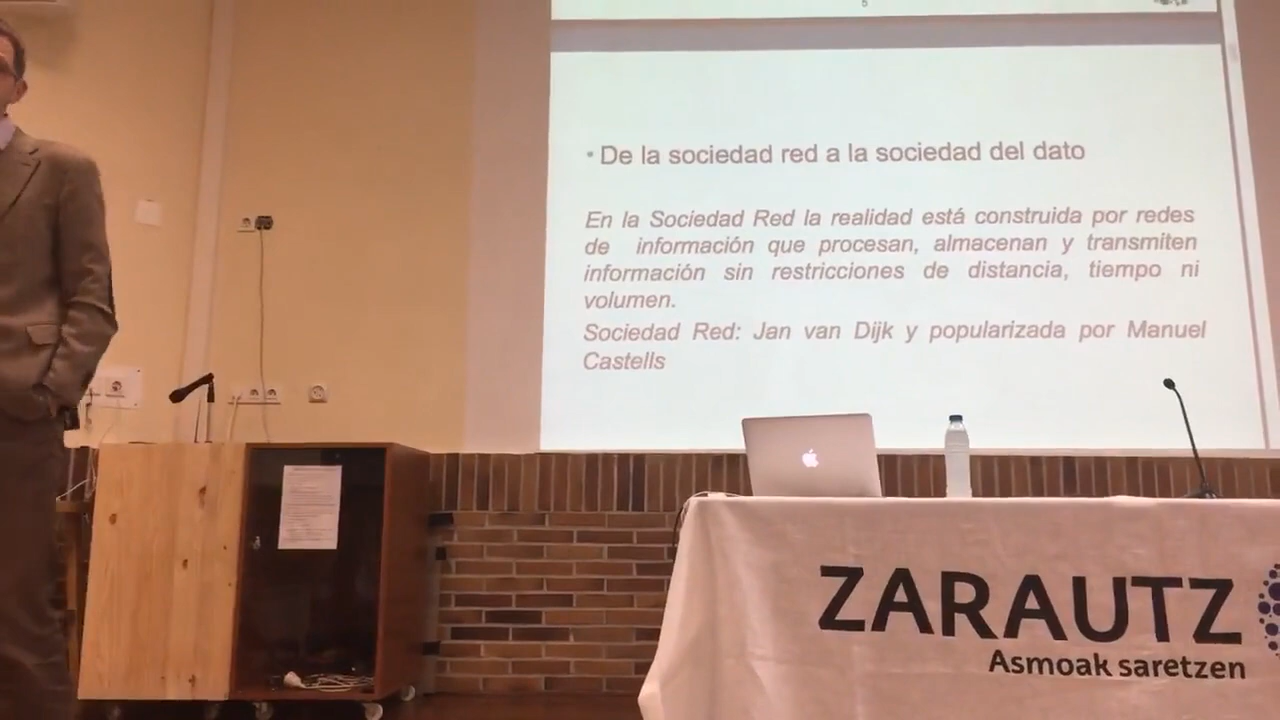 5
• De la sociedad red a la sociedad del dato
En la Sociedad Red la realidad está construida por redes
de información que procesan, almacenan y transmiten
información sin restricciones de distancia, tiempo ni
volumen.
Sociedad Red: Jan van Dijk y popularizada por Manuel
Castells
ZARAUTZ
Asmoak saretzen